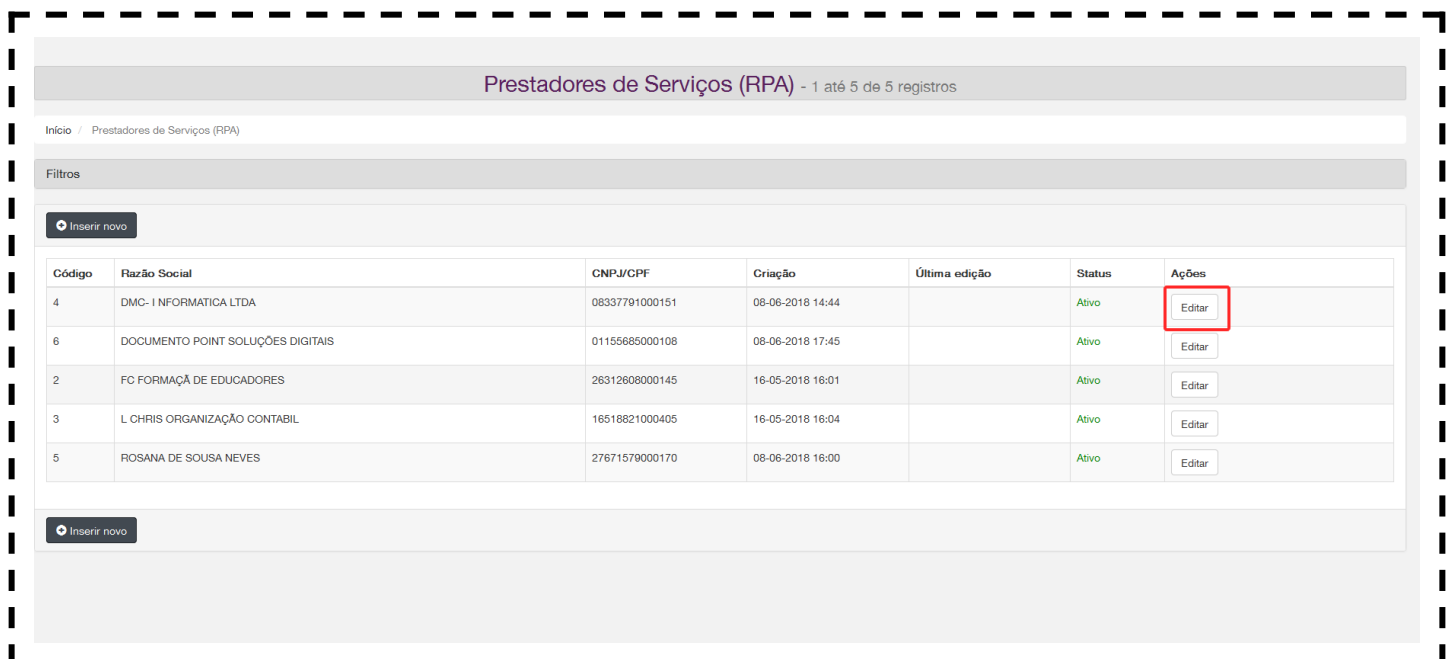 Prestadores de Serviços (RPA) - 1 até 5 de 5 registros
Início / Prestadores de Serviços (RPA)
Filtros
Inserir novo
Código Razão Social CNPJ/CPF Criação Última edição Status Ações
4 DMC- I NFORMATICA LTDA 08337791000151 08-06-2018 14:44 Ativo Editar
6 DOCUMENTO POINT SOLUÇÕES DIGITAIS 01155685000108 08-06-2018 17:45 Ativo Editar
2 FC FORMAÇÃ DE EDUCADORES 26312608000145 16-05-2018 16:01 Ativo Editar
3 L CHRIS ORGANIZAÇÃO CONTABIL 16518821000405 16-05-2018 16:04 Ativo Editar
5 ROSANA DE SOUSA NEVES 27671579000170 08-06-2018 16:00 Ativo Editar
Inserir novo